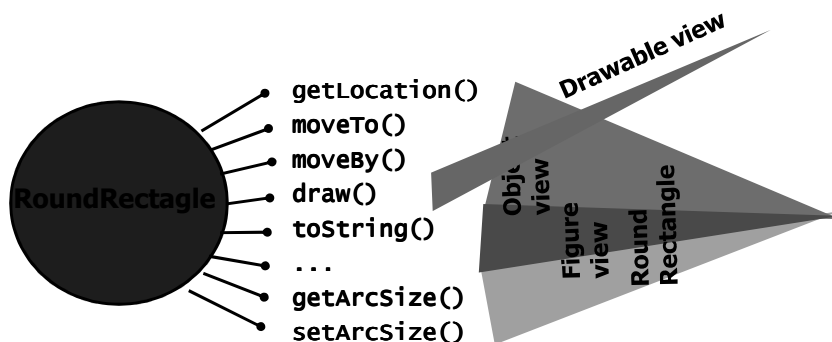 Drawable view
getLocation()
moveTo()
moveBy()
draw()
toString()
...
getArcSize()
setArcSize()
RoundRectagle
view
Figure
view
Round
Rectangle